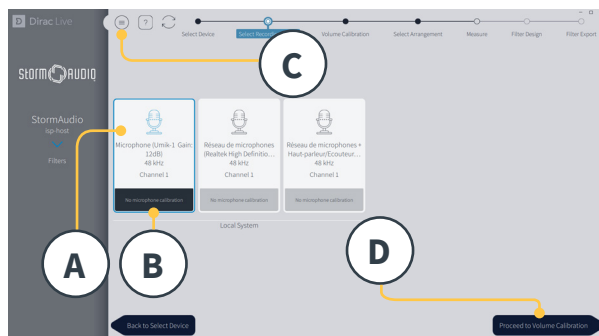 Dirac Live
?
Select Device
Volume Calibration
Select Arrangement
Measure
Filter Design
Filter Export
STORMAUDIO
StormAudio
isp-host
Filters
C
Microphone (Umik-1 Gain:
12dB)
48 kHz
Channel 1
No microphone calibration
Réseau de microphones
(Realtek High Definitio...
48 kHz
Channel 1
No microphone calibration
Réseau de microphones +
Haut-parleur/Ecouteur...
48 kHz
Channel 1
No microphone calibration
Local System
A
B
D
Back to Select Device
Proceed to Volume Calibration